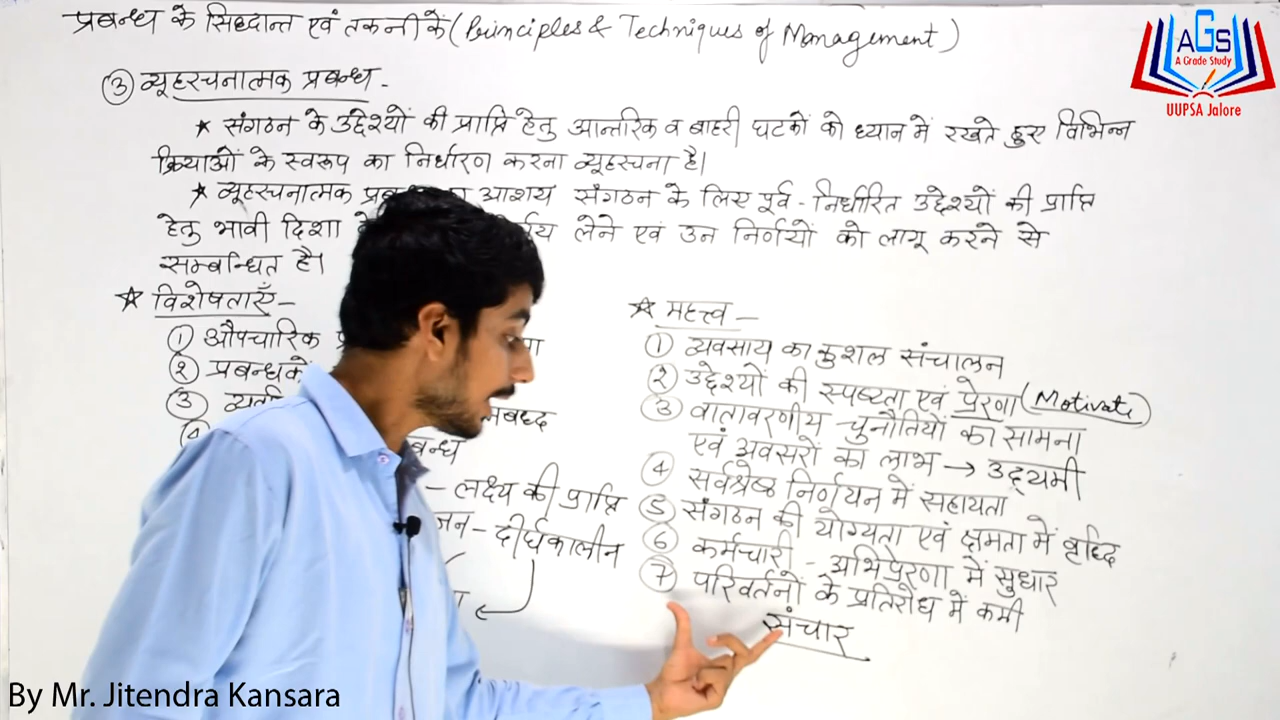 प्रबन्ध के सिद्धान्त एवं तकनीकें (Principles & Techniques of Management)
AGS
A Grade Study
UUPSA Jalore
③ व्यूहरचनात्मक प्रबन्ध -
★ संगठन के उद्देश्यों की प्राप्ति हेतु आन्तरिक व बाहरी घटकों को ध्यान में रखते हुए विभिन्न
क्रियाओं के स्वरूप का निर्धारण करना व्यूहरचना है।
★ व्यूहरचनात्मक आशय संगठन के लिए पूर्व - निर्धारित उद्देश्यों की प्राप्ति
हेतु भावी दिशा लेने एवं उन निर्णयों को लागू करने से
सम्बन्धित है।
★ विशेषताएँ -
① औपचारिक
② प्रबन्धकों
③
- लक्ष्य की प्राप्ति
- दीर्घकालीन
★ महत्त्व -
① व्यवसाय का कुशल संचालन
② उद्देश्यों की स्पष्टता एवं प्रेरणा (Motivate)
③ वातावरणीय चुनौतियों का सामना
एवं अवसरों का लाभ → उद्यमी
④ सर्वश्रेष्ठ निर्णयन में सहायता
⑤ संगठन की योग्यता एवं क्षमता में वृद्धि
⑥ कर्मचारी - अभिप्रेरणा में सुधार
⑦ परिवर्तनों के प्रतिरोध में कमी
संचार
By Mr. Jitendra Kansara